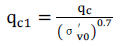 q_c1 = q_c / (σ′_v0)^0.7